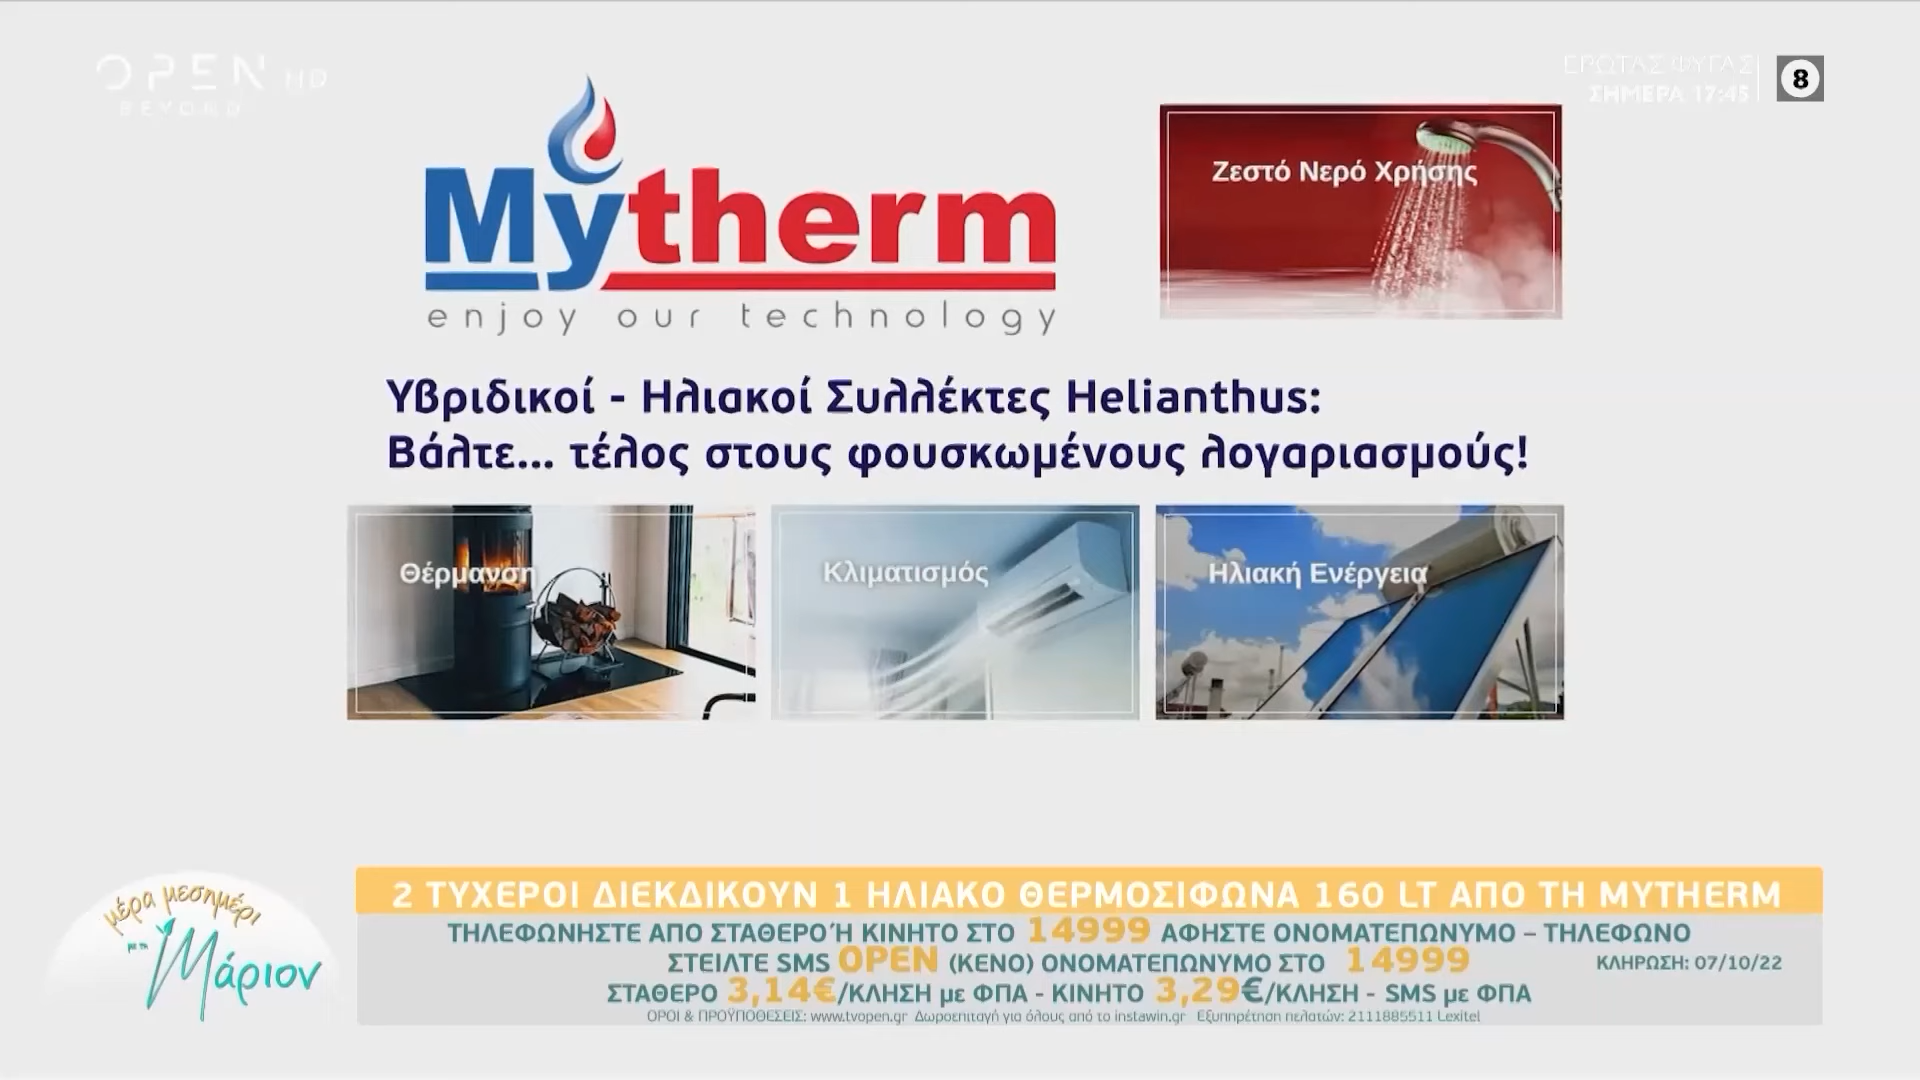 OPEN HD
BEYOND
ΕΡΩΤΑΣ ΦΥΓΑΣ
ΣΗΜΕΡΑ 17:45
8
Mytherm
enjoy our technology
Ζεστό Νερό Χρήσης
Υβριδικοί - Ηλιακοί Συλλέκτες Helianthus:
Βάλτε... τέλος στους φουσκωμένους λογαριασμούς!
Θέρμανση
Κλιματισμός
Ηλιακή Ενέργεια
μέρα μεσημέρι
με τη
Μάριον
2 ΤΥΧΕΡΟΙ ΔΙΕΚΔΙΚΟΥΝ 1 ΗΛΙΑΚΟ ΘΕΡΜΟΣΙΦΩΝΑ 160 LT ΑΠΟ ΤΗ MYTHERM
ΤΗΛΕΦΩΝΗΣΤΕ ΑΠΟ ΣΤΑΘΕΡΟ Ή ΚΙΝΗΤΟ ΣΤΟ 14999 ΑΦΗΣΤΕ ΟΝΟΜΑΤΕΠΩΝΥΜΟ – ΤΗΛΕΦΩΝΟ
ΣΤΕΙΛΤΕ SMS OPEN (ΚΕΝΟ) ΟΝΟΜΑΤΕΠΩΝΥΜΟ ΣΤΟ 14999
ΚΛΗΡΩΣΗ: 07/10/22
ΣΤΑΘΕΡΟ 3,14€/ΚΛΗΣΗ με ΦΠΑ - ΚΙΝΗΤΟ 3,29€/ΚΛΗΣΗ - SMS με ΦΠΑ
ΟΡΟΙ & ΠΡΟΫΠΟΘΕΣΕΙΣ: www.tvopen.gr Δωροεπιταγή για όλους από το instawin.gr Εξυπηρέτηση πελατών: 2111885511 Lexitel